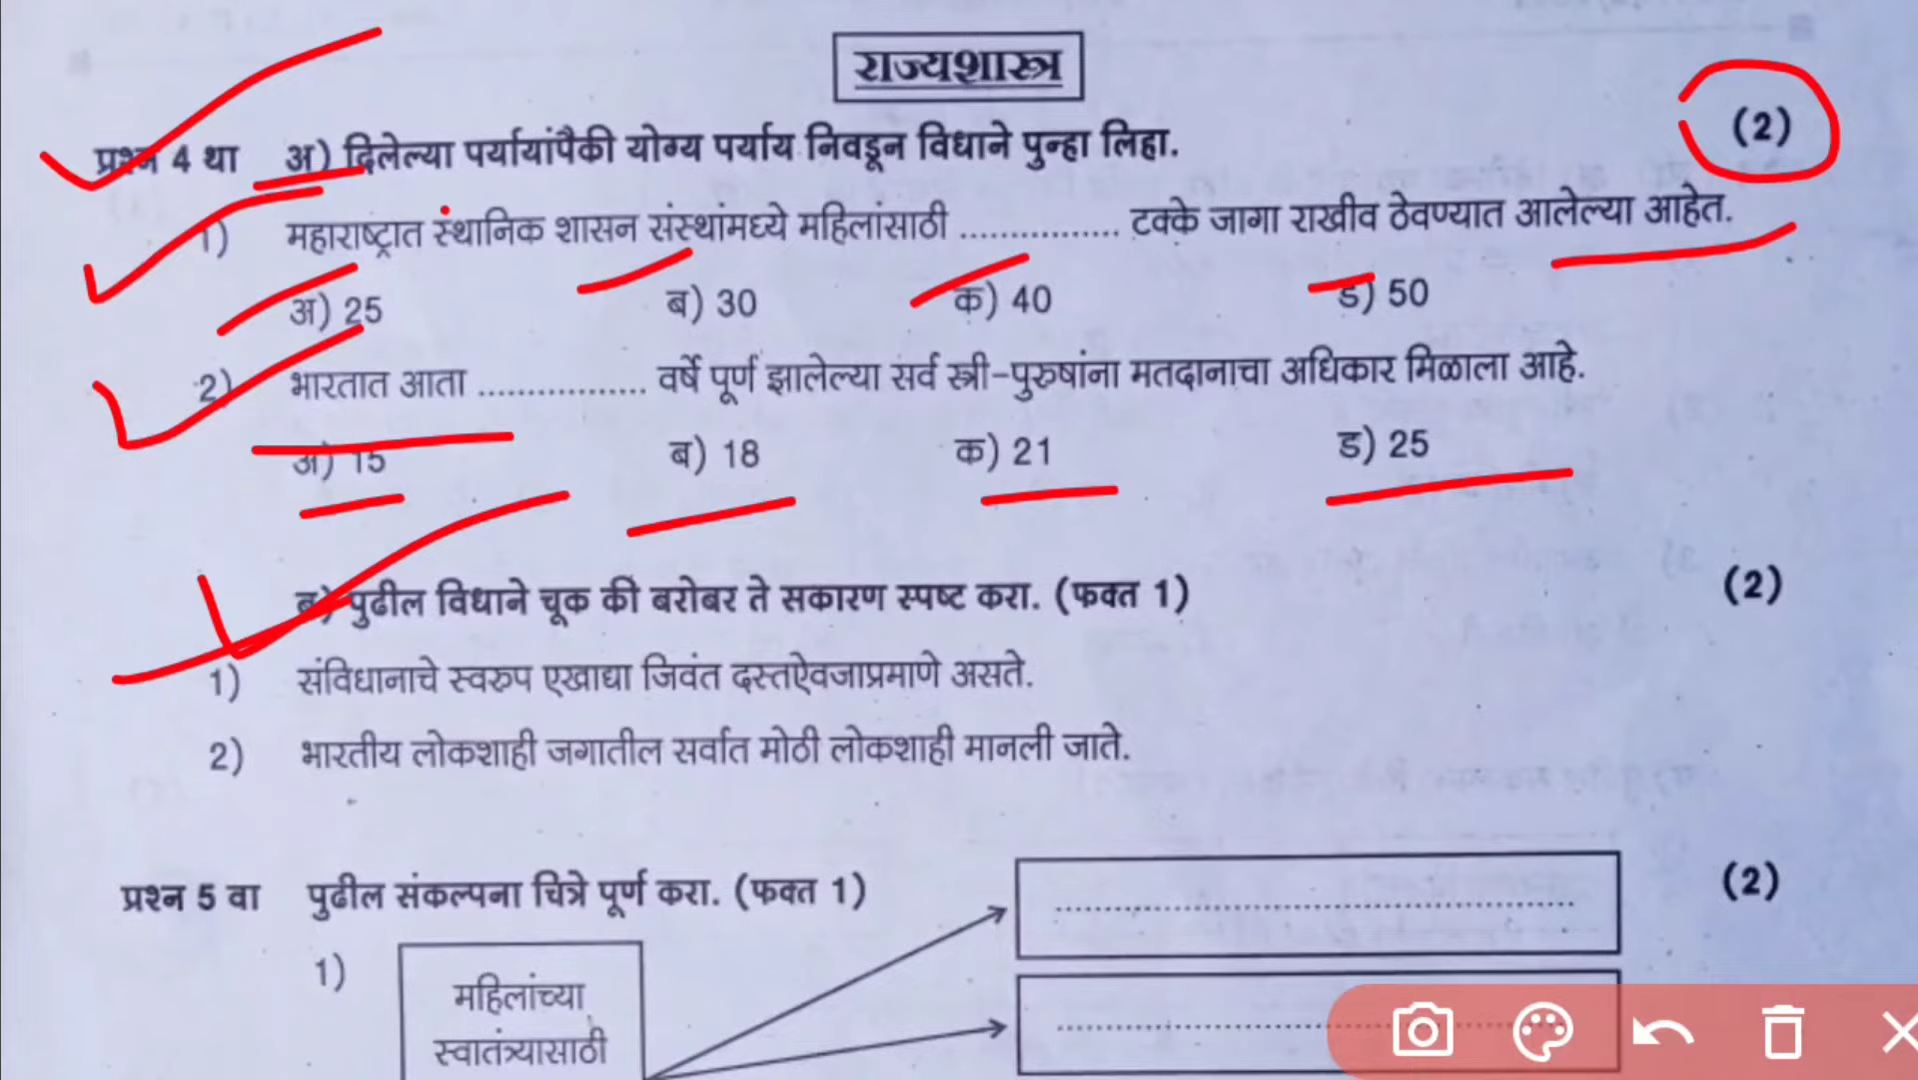 राज्यशास्त्र
प्रश्न 4 था अ) दिलेल्या पर्यायांपैकी योग्य पर्याय निवडून विधाने पुन्हा लिहा. (2)
1) महाराष्ट्रात स्थानिक शासन संस्थांमध्ये महिलांसाठी ................ टक्के जागा राखीव ठेवण्यात आलेल्या आहेत.
अ) 25 ब) 30 क) 40 ड) 50
2) भारतात आता ................ वर्षे पूर्ण झालेल्या सर्व स्त्री-पुरुषांना मतदानाचा अधिकार मिळाला आहे.
अ) 15 ब) 18 क) 21 ड) 25
ब) पुढील विधाने चूक की बरोबर ते सकारण स्पष्ट करा. (फक्त 1) (2)
1) संविधानाचे स्वरुप एखाद्या जिवंत दस्तऐवजाप्रमाणे असते.
2) भारतीय लोकशाही जगातील सर्वात मोठी लोकशाही मानली जाते.
प्रश्न 5 वा पुढील संकल्पना चित्रे पूर्ण करा. (फक्त 1) (2)
1) महिलांच्या
स्वातंत्र्यासाठी